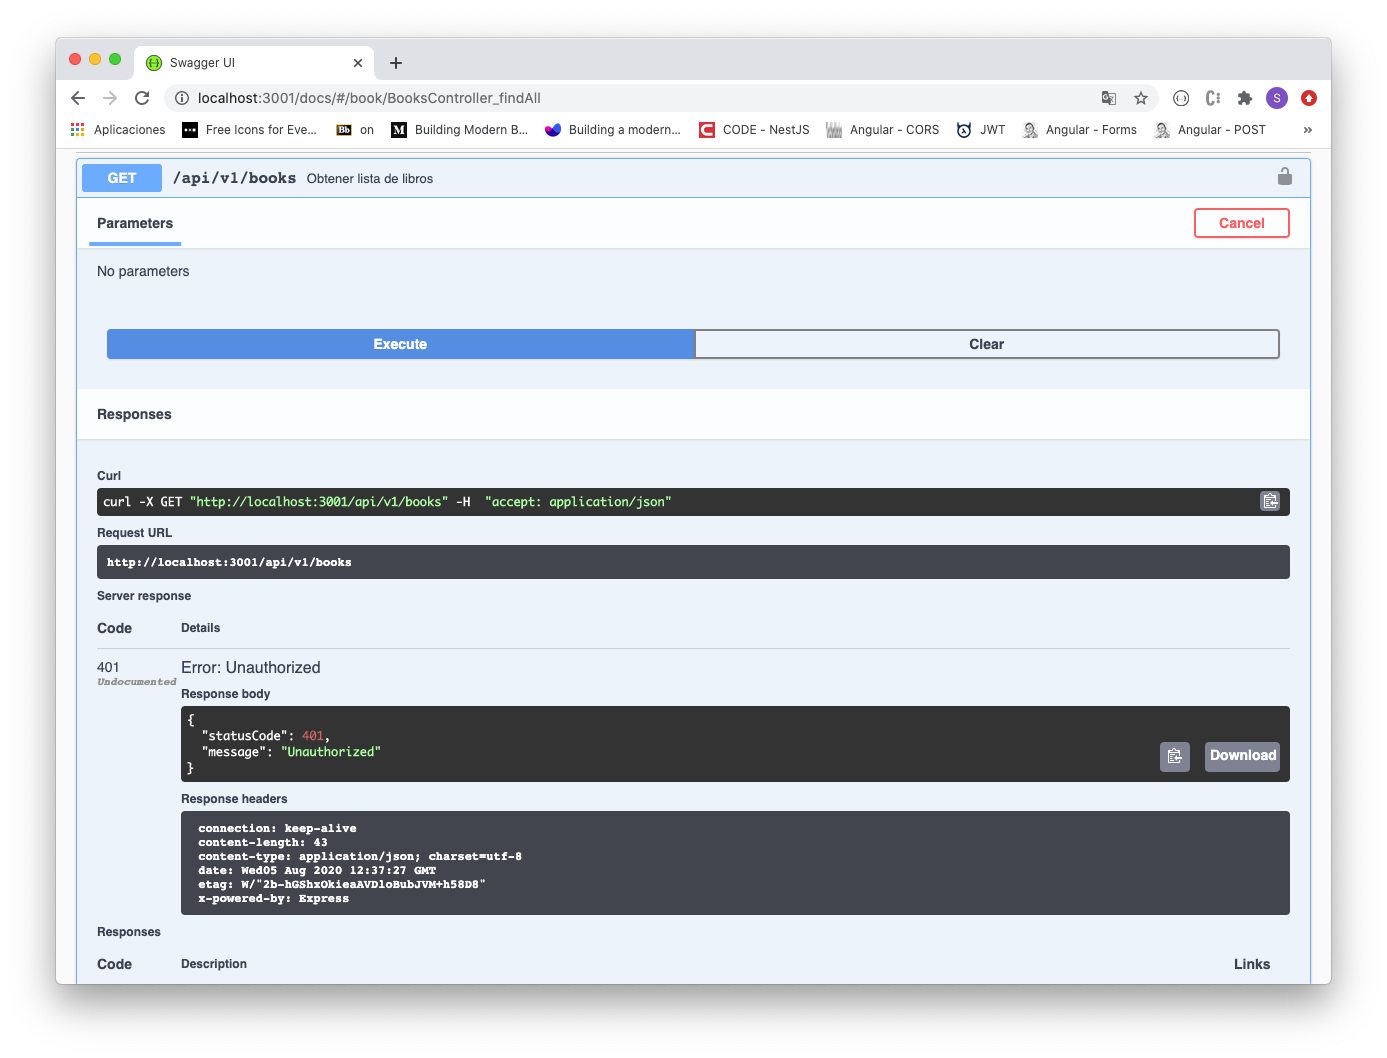 Swagger UI
localhost:3001/docs/#/book/BooksController_findAll
S
Aplicaciones
Free Icons for Eve...
Bb on
M Building Modern B...
Building a modern...
CODE - NestJS
Angular - CORS
JWT
Angular - Forms
Angular - POST
»
GET /api/v1/books Obtener lista de libros
Parameters
Cancel
No parameters
Execute
Clear
Responses
Curl
curl -X GET "http://localhost:3001/api/v1/books" -H  "accept: application/json"
Request URL
http://localhost:3001/api/v1/books
Server response
Code Details
401 Error: Unauthorized
Undocumented
Response body
{
  "statusCode": 401,
  "message": "Unauthorized"
}
Download
Response headers
connection: keep-alive
content-length: 43
content-type: application/json; charset=utf-8
date: Wed05 Aug 2020 12:37:27 GMT
etag: W/"2b-hGShxOkieaAVDloBubJVM+h58D8"
x-powered-by: Express
Responses
Code Description Links